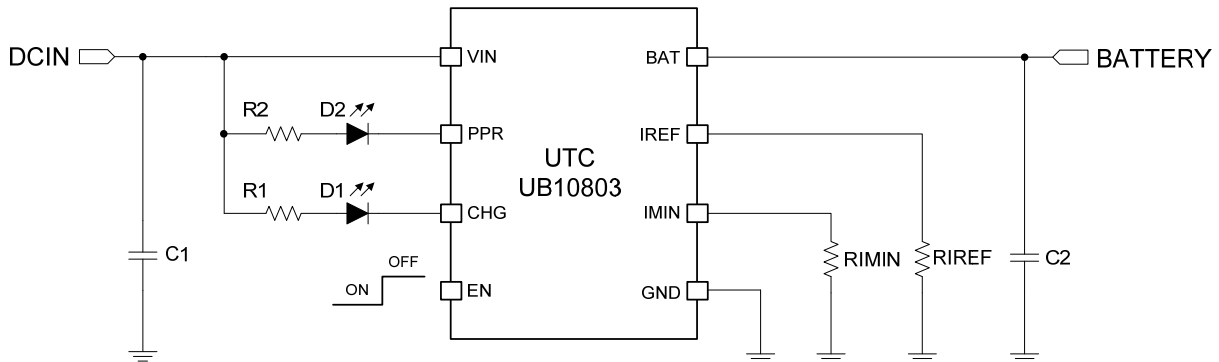 DCIN
VIN
BAT
BATTERY
R2
D2
PPR
IREF
UTC
UB10803
R1
D1
CHG
IMIN
C1
RIMIN
RIREF
C2
OFF
ON
EN
GND